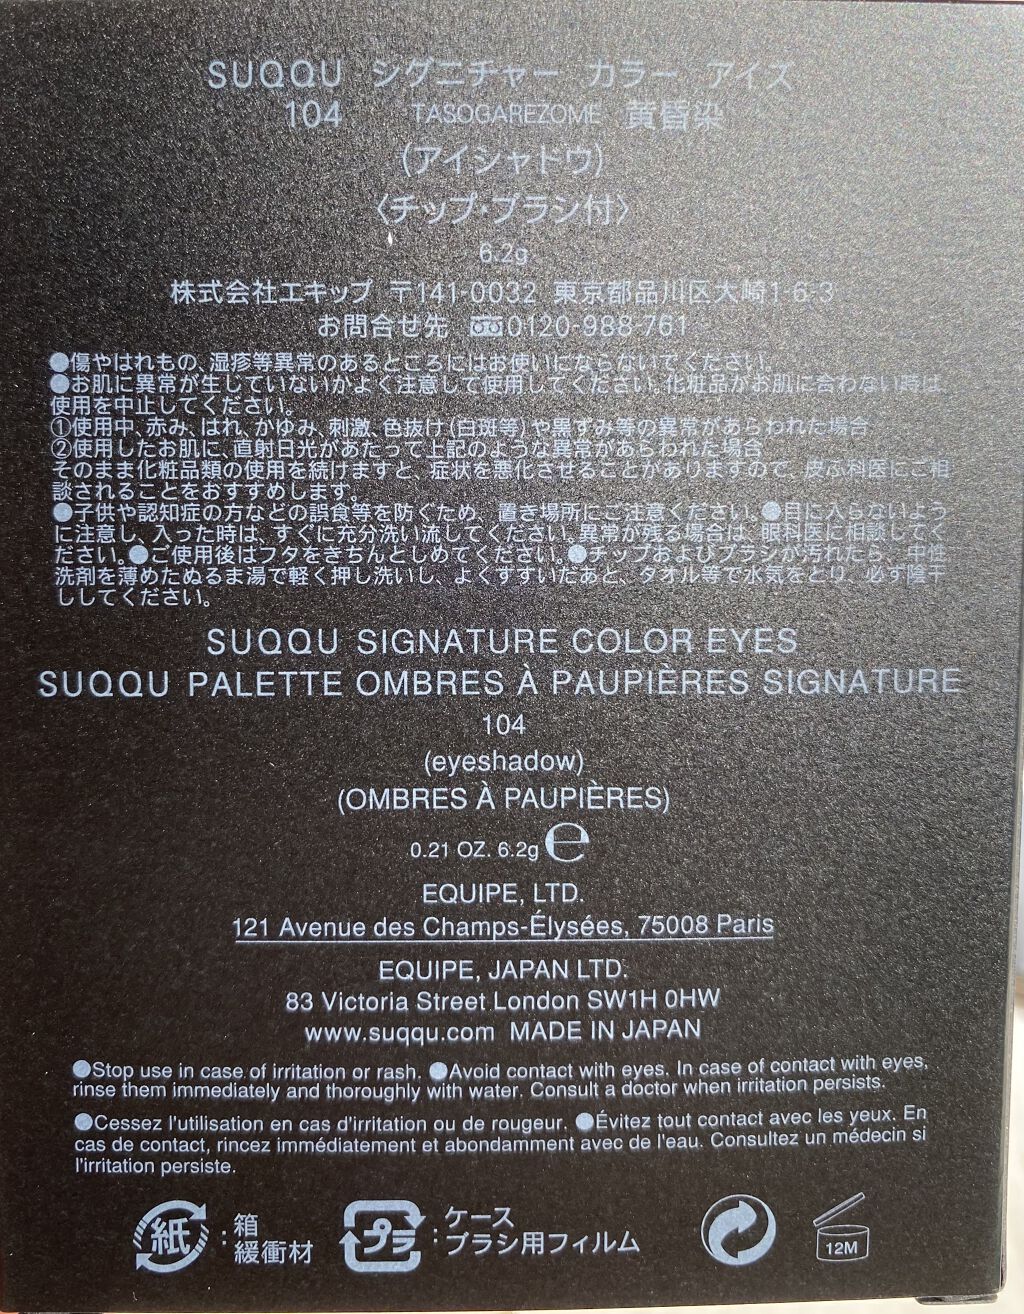 SUQQU シグニチャー カラー アイズ
104 TASOGAREZOME 黄昏染
(アイシャドウ)
〈チップ・ブラシ付〉
6.2g
株式会社エキップ 〒141-0032 東京都品川区大崎1-6-3
お問合せ先 0120-988-761
●傷やはれもの、湿疹等異常のあるところにはお使いにならないでください。
●お肌に異常が生じていないかよく注意して使用してください。化粧品がお肌に合わない時は、
使用を中止してください。
①使用中、赤み、はれ、かゆみ、刺激、色抜け(白斑等)や黒ずみ等の異常があらわれた場合
②使用したお肌に、直射日光があたって上記のような異常があらわれた場合
そのまま化粧品類の使用を続けますと、症状を悪化させることがありますので、皮ふ科医にご相
談されることをおすすめします。
●子供や認知症の方などの誤食等を防ぐため、置き場所にご注意ください。●目に入らないよう
に注意し、入った時は、すぐに充分洗い流してください。異常が残る場合は、眼科医に相談してく
ださい。●ご使用後はフタをきちんとしめてください。●チップおよびブラシが汚れたら、中性
洗剤を薄めたぬるま湯で軽く押し洗いし、よくすすいだあと、タオル等で水気をとり、必ず陰干
ししてください。
SUQQU SIGNATURE COLOR EYES
SUQQU PALETTE OMBRES À PAUPIÈRES SIGNATURE
104
(eyeshadow)
(OMBRES À PAUPIÈRES)
0.21 OZ. 6.2g ℮
EQUIPE, LTD.
121 Avenue des Champs-Élysées, 75008 Paris
EQUIPE, JAPAN LTD.
83 Victoria Street London SW1H 0HW
www.suqqu.com MADE IN JAPAN
●Stop use in case of irritation or rash. ●Avoid contact with eyes. In case of contact with eyes,
rinse them immediately and thoroughly with water. Consult a doctor when irritation persists.
●Cessez l'utilisation en cas d'irritation ou de rougeur. ●Évitez tout contact avec les yeux. En
cas de contact, rincez immédiatement et abondamment avec de l'eau. Consultez un médecin si
l'irritation persiste.
紙 : 箱
緩衝材
プラ : ケース
ブラシ用フィルム
12M